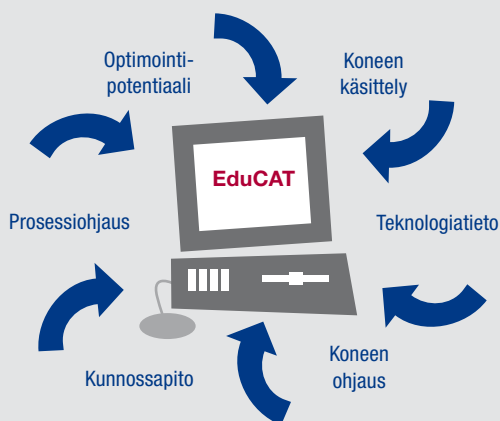 Optimointi-
potentiaali
Koneen
käsittely
EduCAT
Prosessiohjaus
Teknologiatieto
Kunnossapito
Koneen
ohjaus